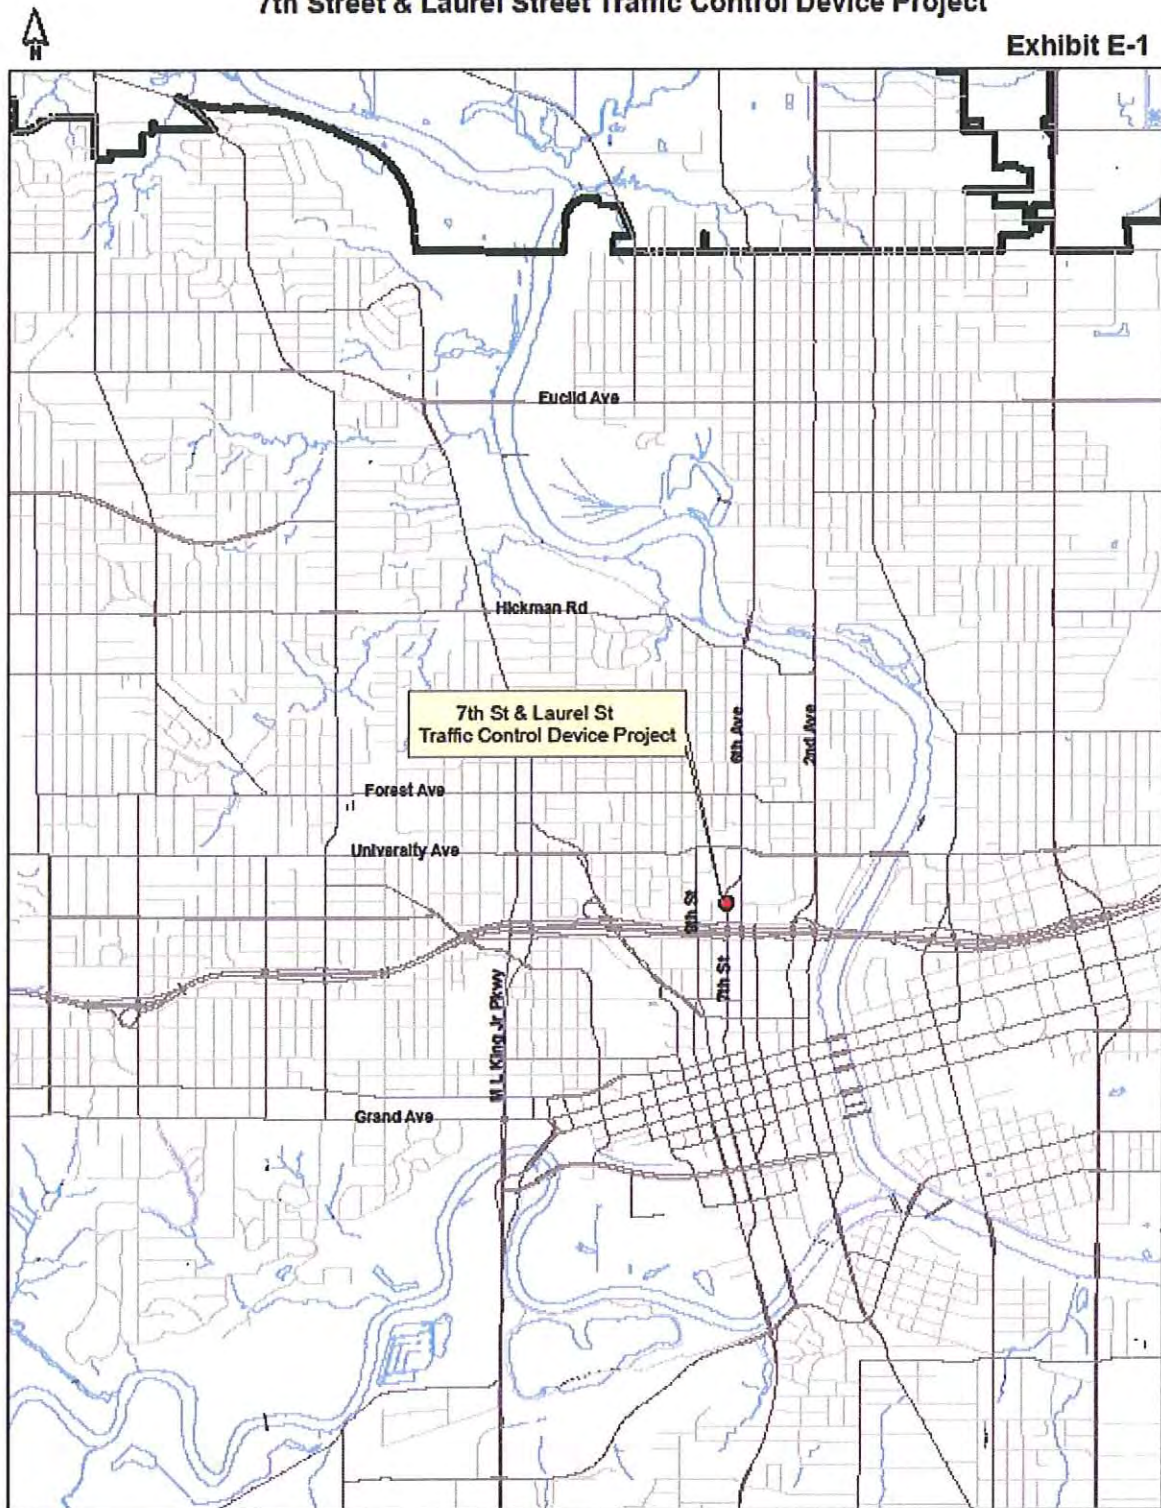 7th Street & Laurel Street Traffic Control Device Project
N
Exhibit E-1
Euclid Ave
Hickman Rd
7th St & Laurel St
Traffic Control Device Project
6th Ave
2nd Ave
Forest Ave
University Ave
9th St
7th St
M L King Jr Pkwy
Grand Ave